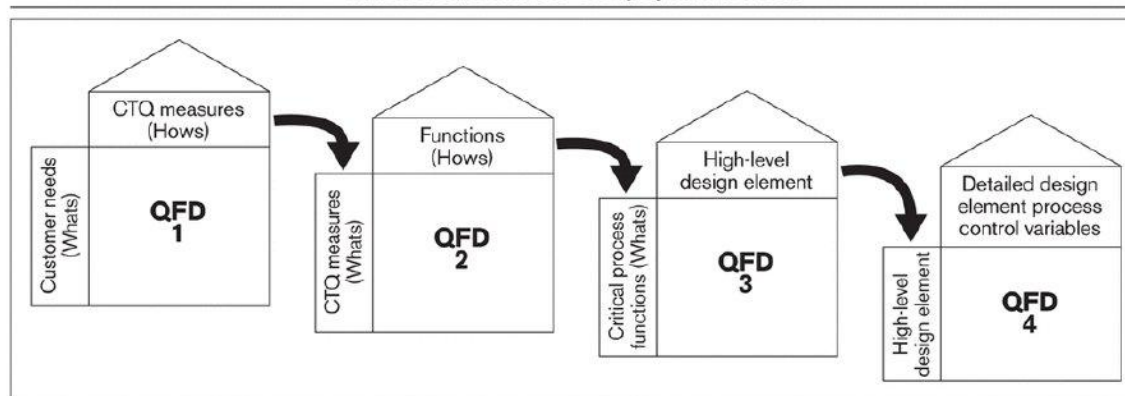 CTQ measures
(Hows)
Customer needs
(Whats)
QFD
1
Functions
(Hows)
CTQ measures
(Whats)
QFD
2
High-level
design element
Critical process
functions (Whats)
QFD
3
Detailed design
element process
control variables
High-level
design element
QFD
4